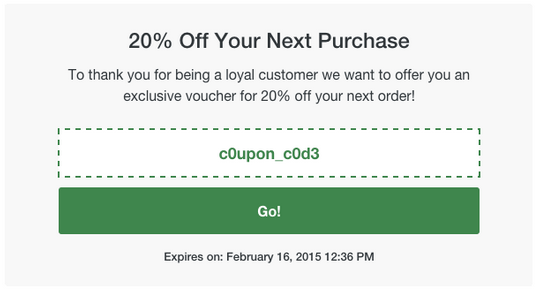 20% Off Your Next Purchase
To thank you for being a loyal customer we want to offer you an
exclusive voucher for 20% off your next order!
c0upon_c0d3
Go!
Expires on: February 16, 2015 12:36 PM